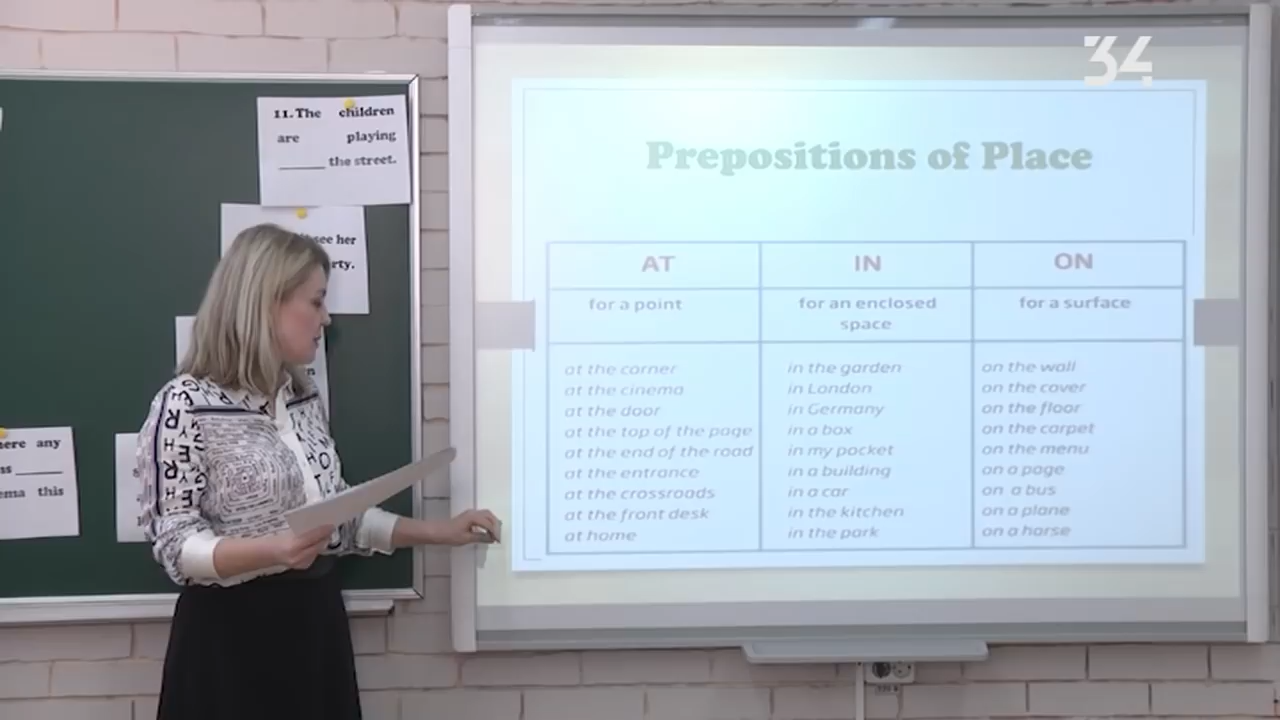 34
11. The children
are playing
_____ the street.
see her
rty.
n
ere any
ns _____
ema this
Prepositions of Place
AT
IN
ON
for a point
for an enclosed
space
for a surface
at the corner
at the cinema
at the door
at the top of the page
at the end of the road
at the entrance
at the crossroads
at the front desk
at home
in the garden
in London
in Germany
in a box
in my pocket
in a building
in a car
in the kitchen
in the park
on the wall
on the cover
on the floor
on the carpet
on the menu
on a page
on a bus
on a plane
on a horse